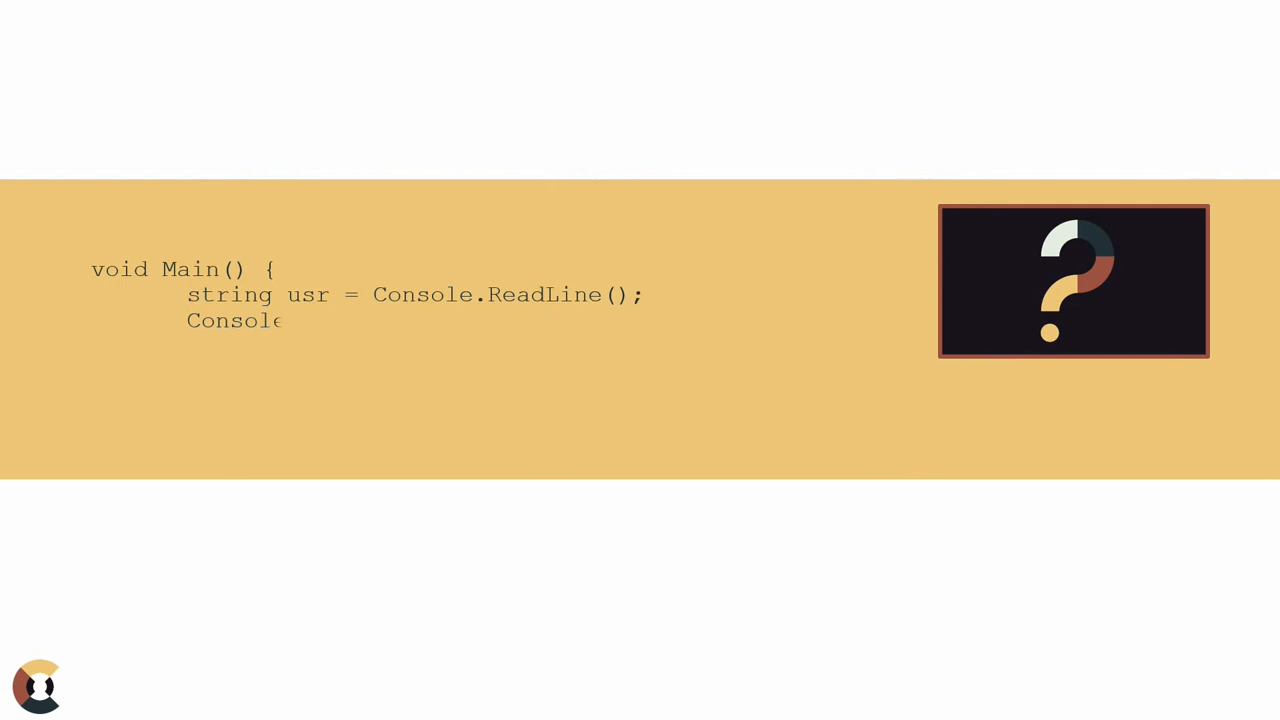 void Main() {
string usr = Console.ReadLine();
Console